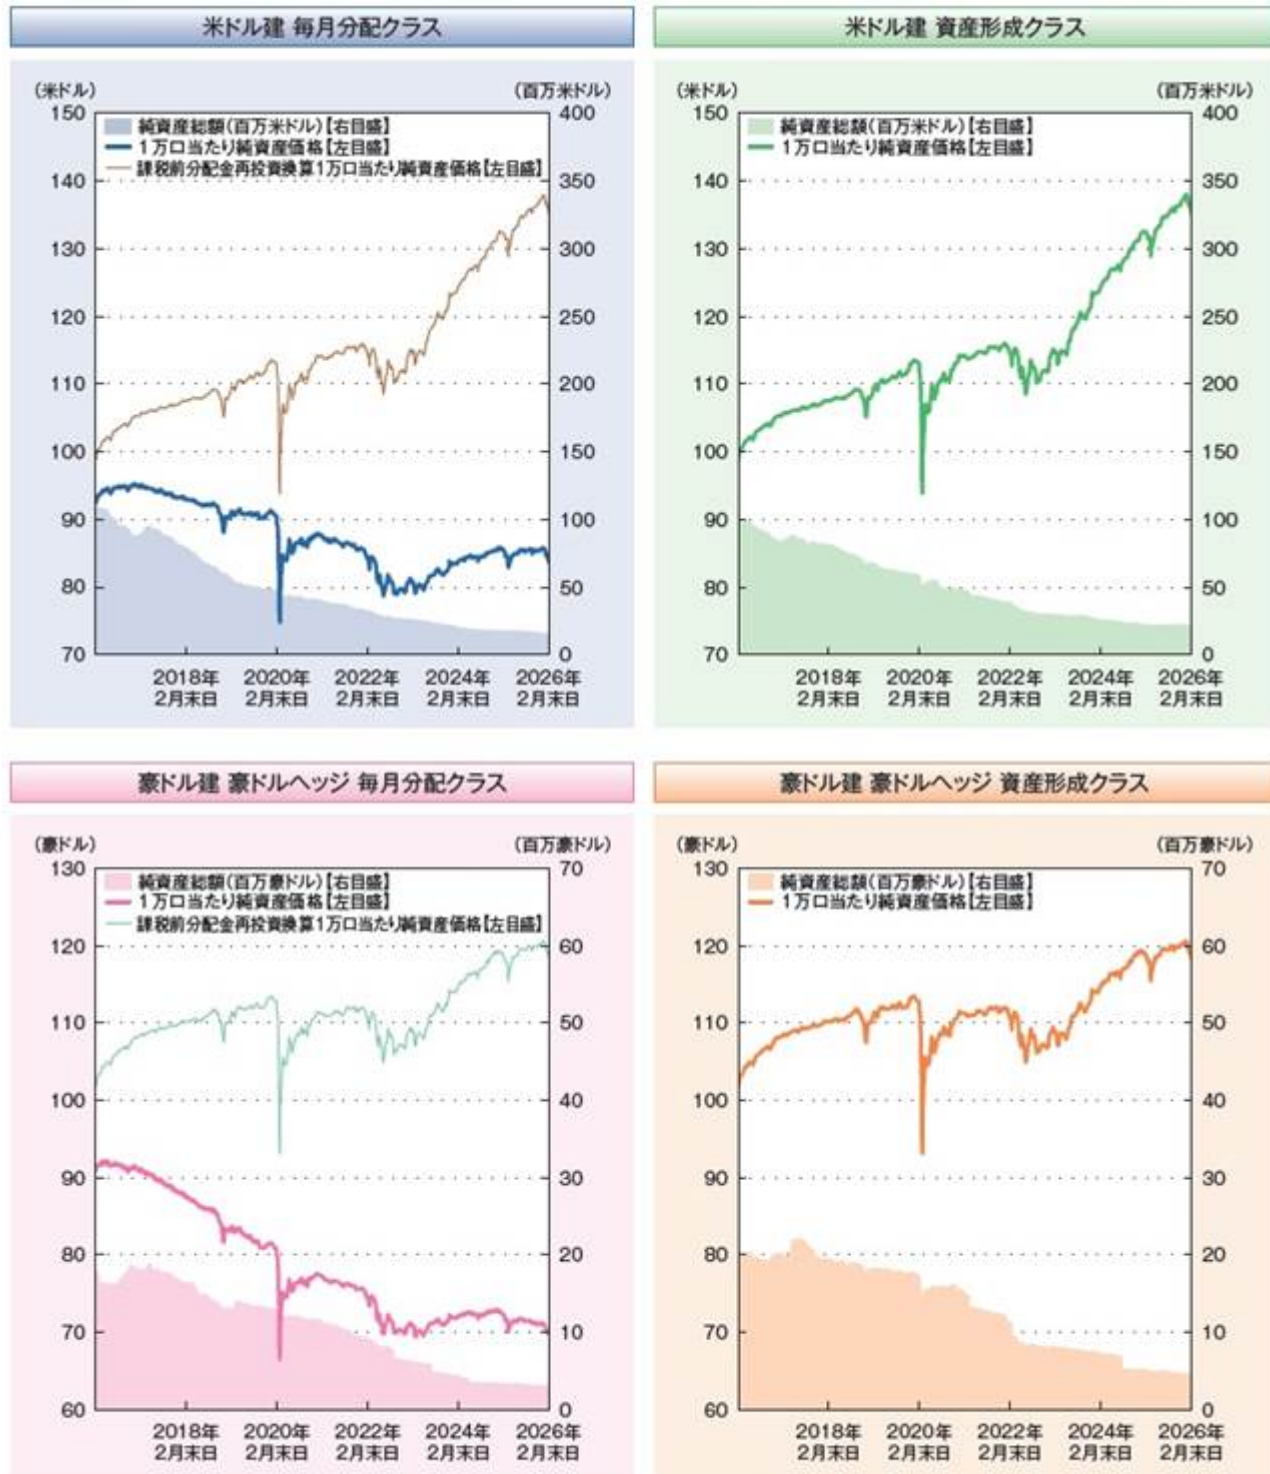 米ドル建 毎月分配クラス
(米ドル)
(百万米ドル)
純資産総額(百万米ドル)【右目盛】
1万口当たり純資産価格【左目盛】
課税前分配金再投資換算1万口当たり純資産価格【左目盛】
150
140
130
120
110
100
90
80
70
400
350
300
250
200
150
100
50
0
2018年 2020年 2022年 2024年 2026年
2月末日 2月末日 2月末日 2月末日 2月末日
米ドル建 資産形成クラス
(米ドル)
(百万米ドル)
純資産総額(百万米ドル)【右目盛】
1万口当たり純資産価格【左目盛】
150
140
130
120
110
100
90
80
70
400
350
300
250
200
150
100
50
0
2018年 2020年 2022年 2024年 2026年
2月末日 2月末日 2月末日 2月末日 2月末日
豪ドル建 豪ドルヘッジ 毎月分配クラス
(豪ドル)
(百万豪ドル)
純資産総額(百万豪ドル)【右目盛】
1万口当たり純資産価格【左目盛】
課税前分配金再投資換算1万口当たり純資産価格【左目盛】
130
120
110
100
90
80
70
60
70
60
50
40
30
20
10
0
2018年 2020年 2022年 2024年 2026年
2月末日 2月末日 2月末日 2月末日 2月末日
豪ドル建 豪ドルヘッジ 資産形成クラス
(豪ドル)
(百万豪ドル)
純資産総額(百万豪ドル)【右目盛】
1万口当たり純資産価格【左目盛】
130
120
110
100
90
80
70
60
70
60
50
40
30
20
10
0
2018年 2020年 2022年 2024年 2026年
2月末日 2月末日 2月末日 2月末日 2月末日